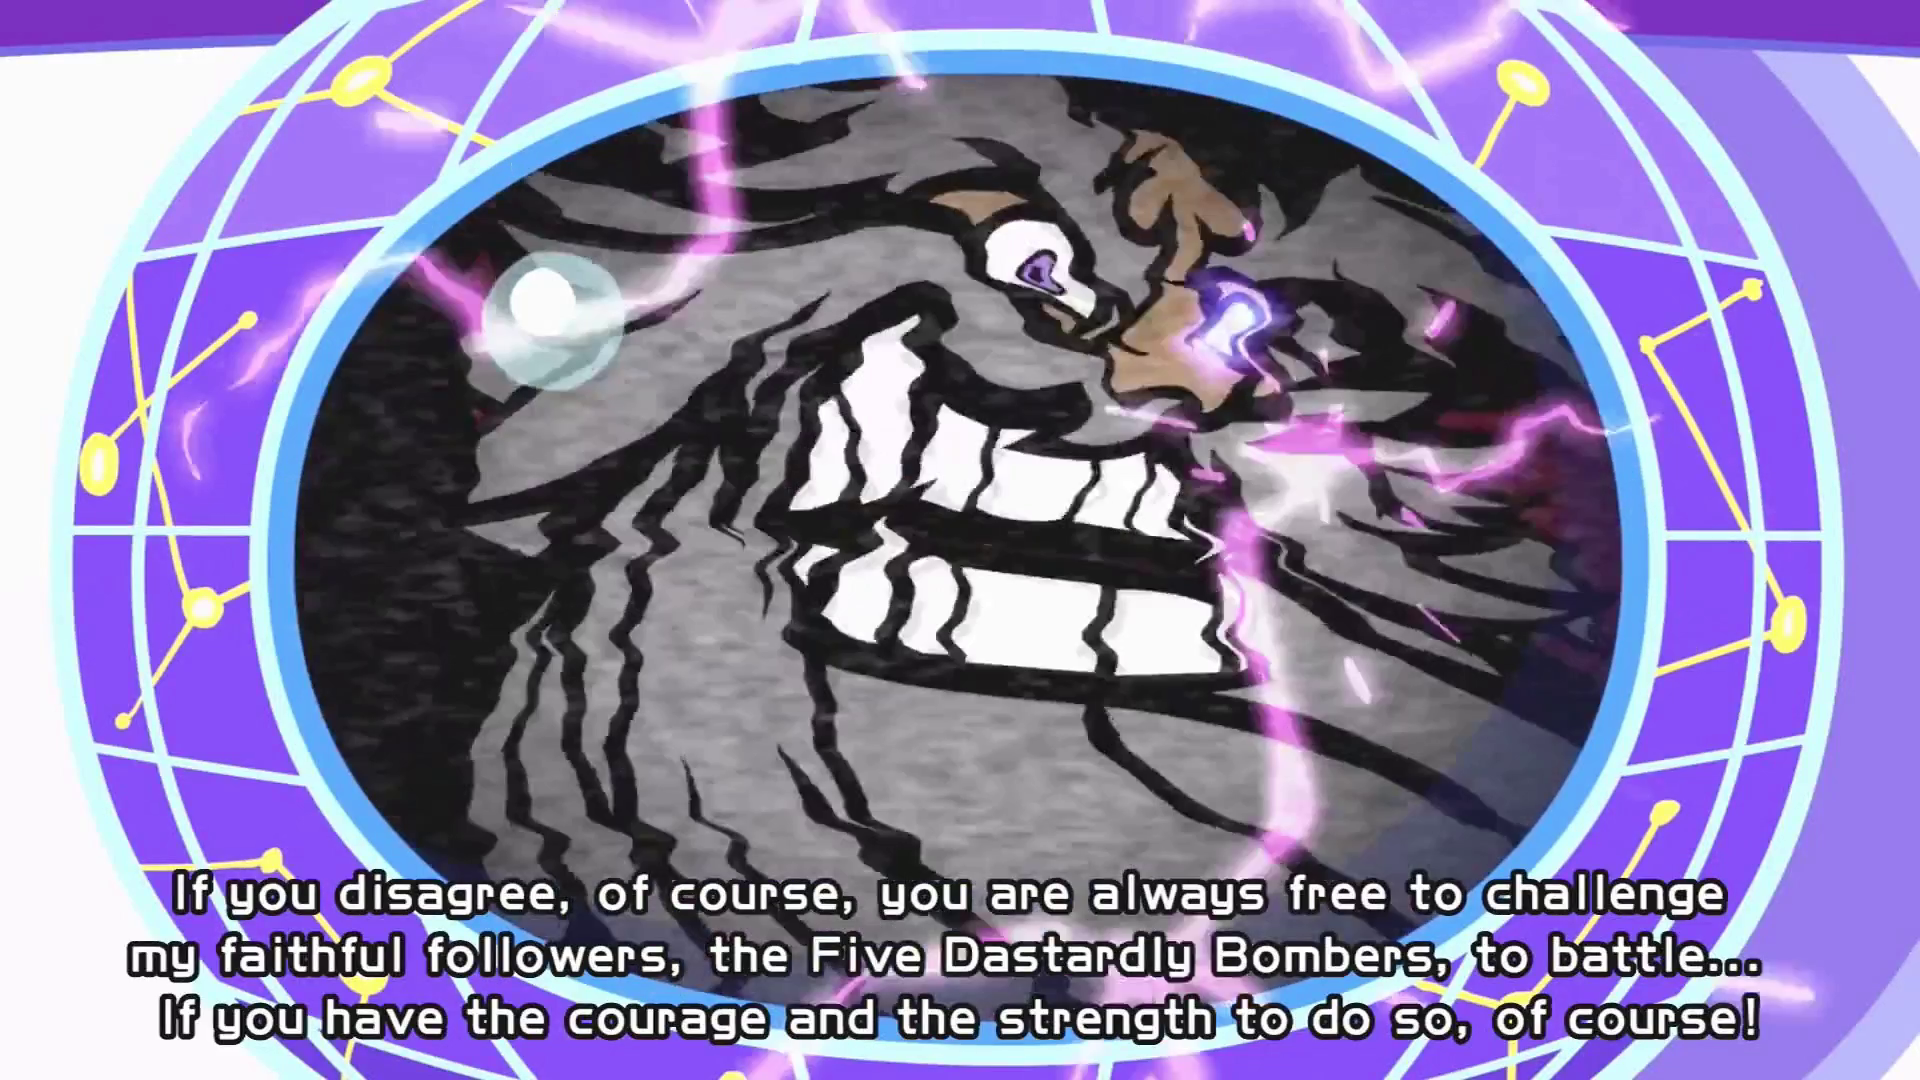 If you disagree, of course, you are always free to challenge
my faithful followers, the Five Dastardly Bombers, to battle...
If you have the courage and the strength to do so, of course!